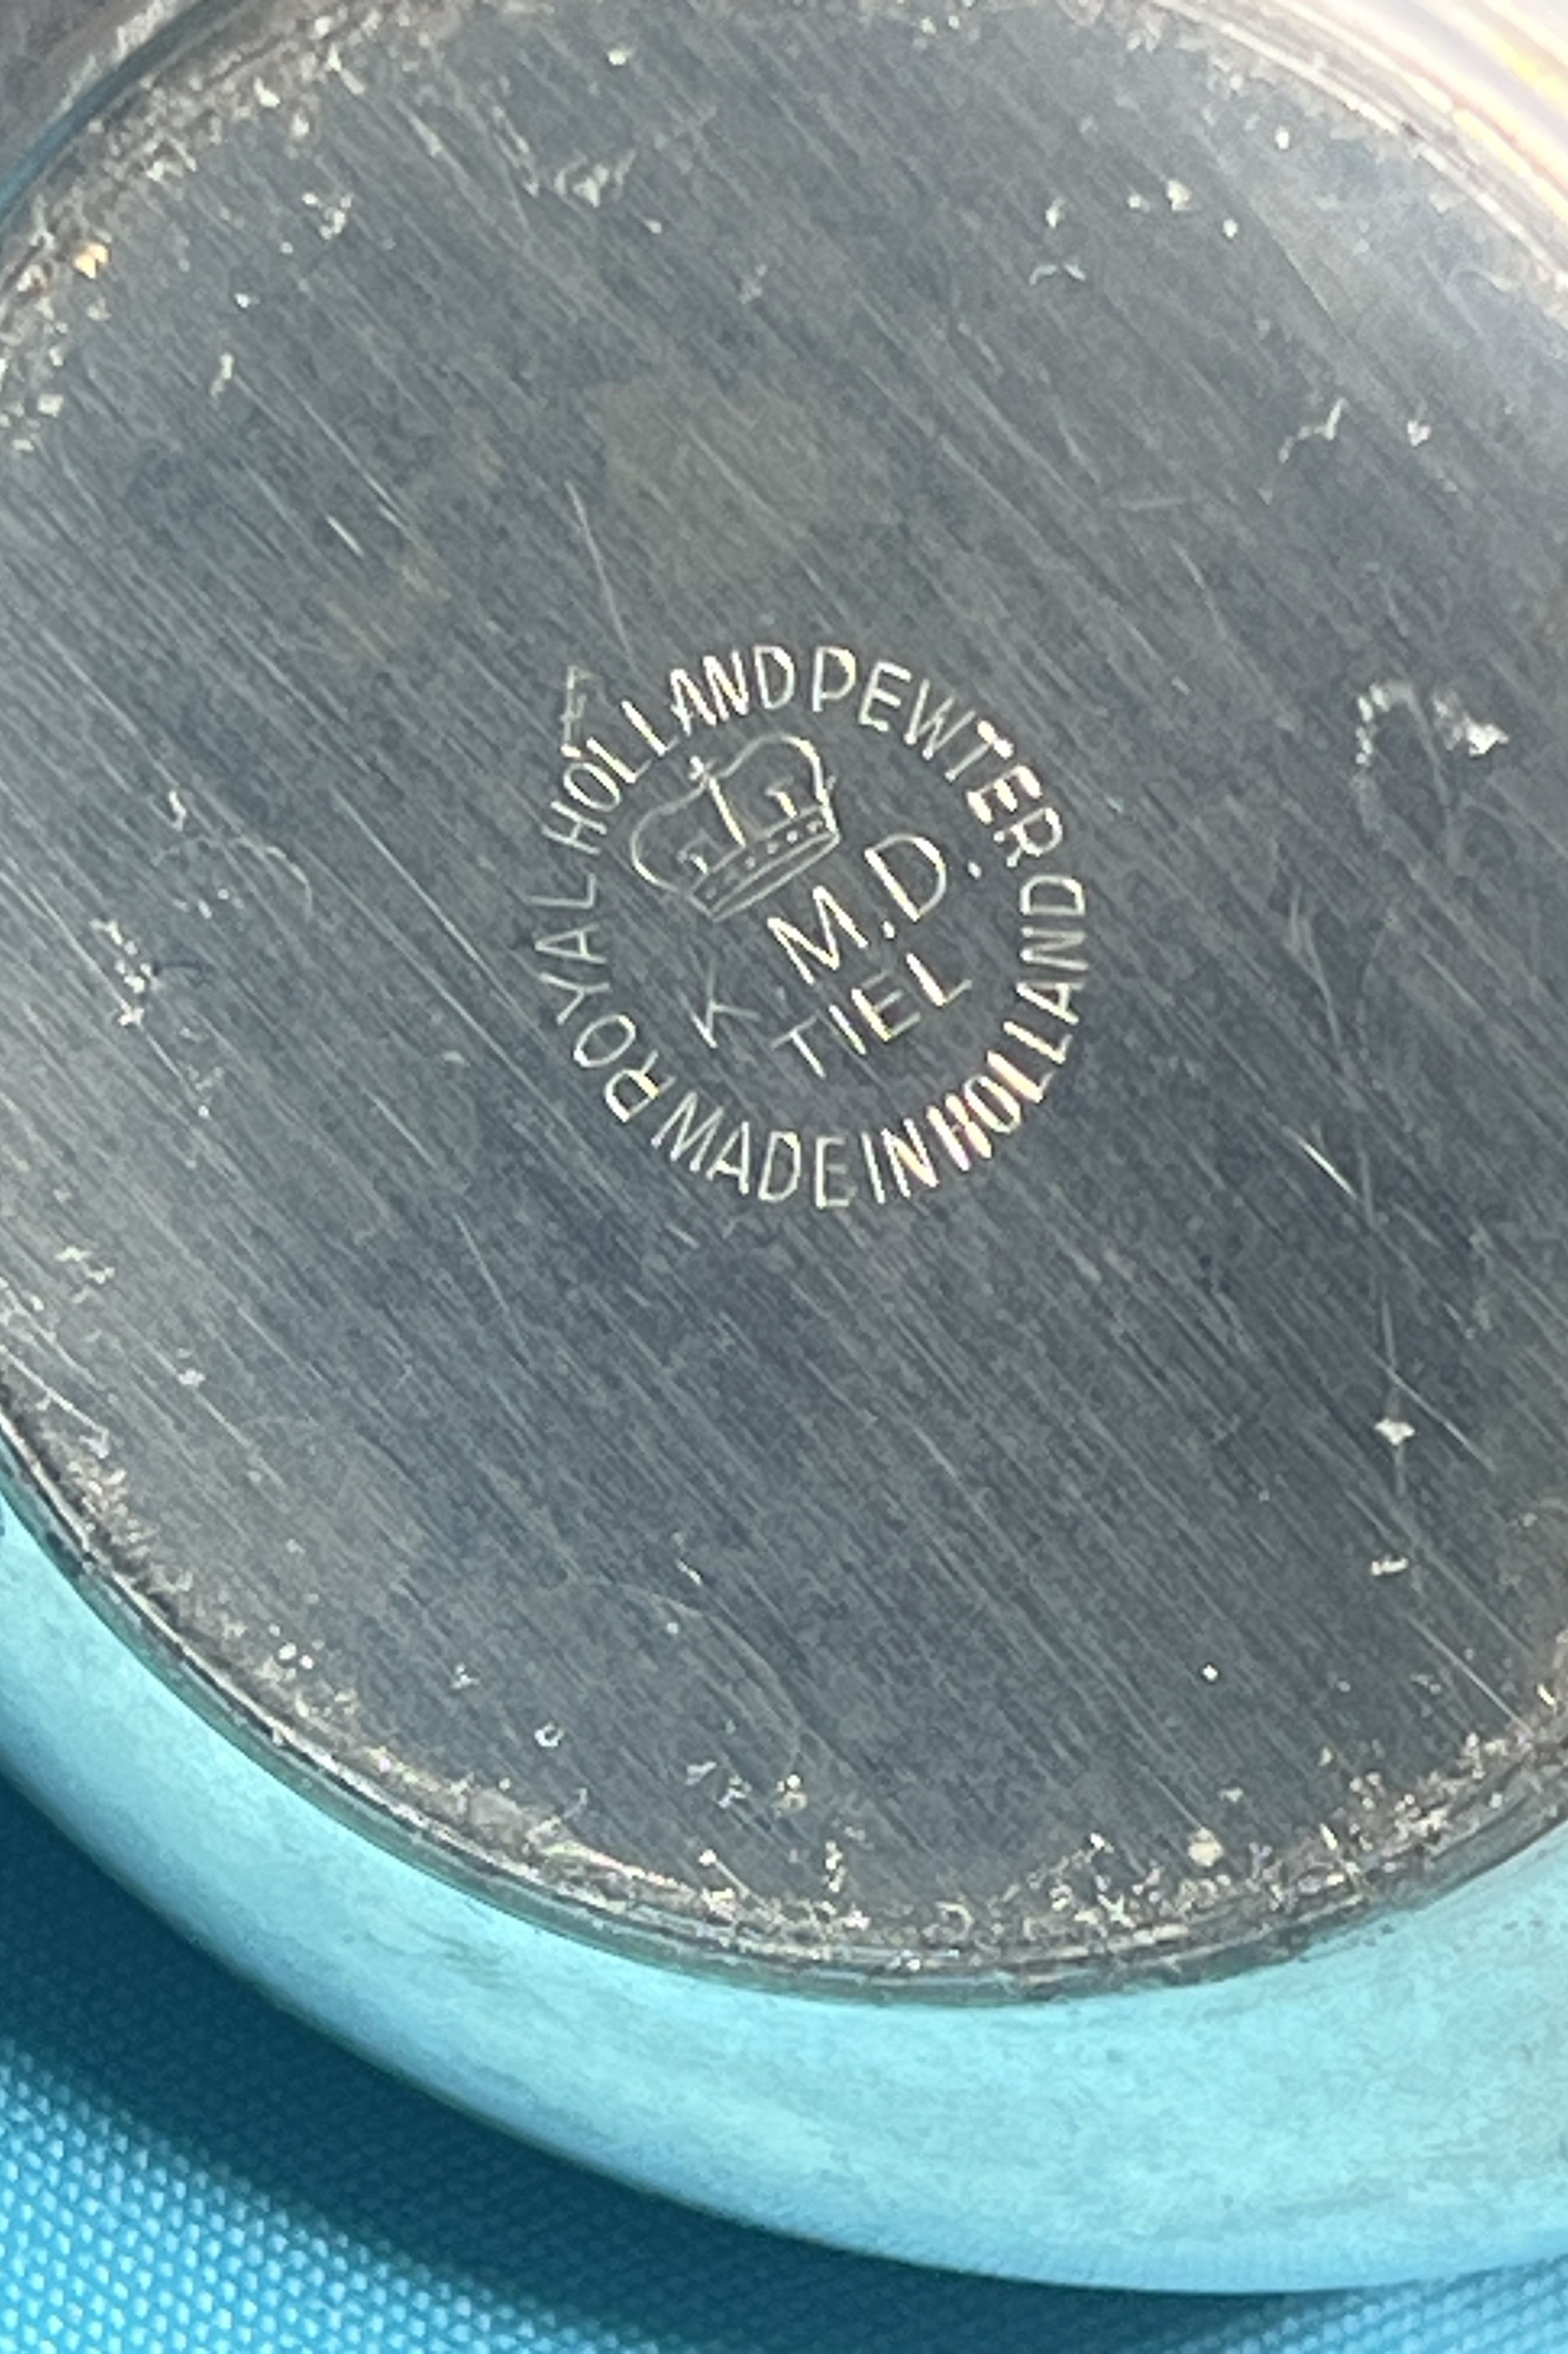 ROYAL HOLLAND PEWTER
K M.D.
TIEL
MADE IN HOLLAND